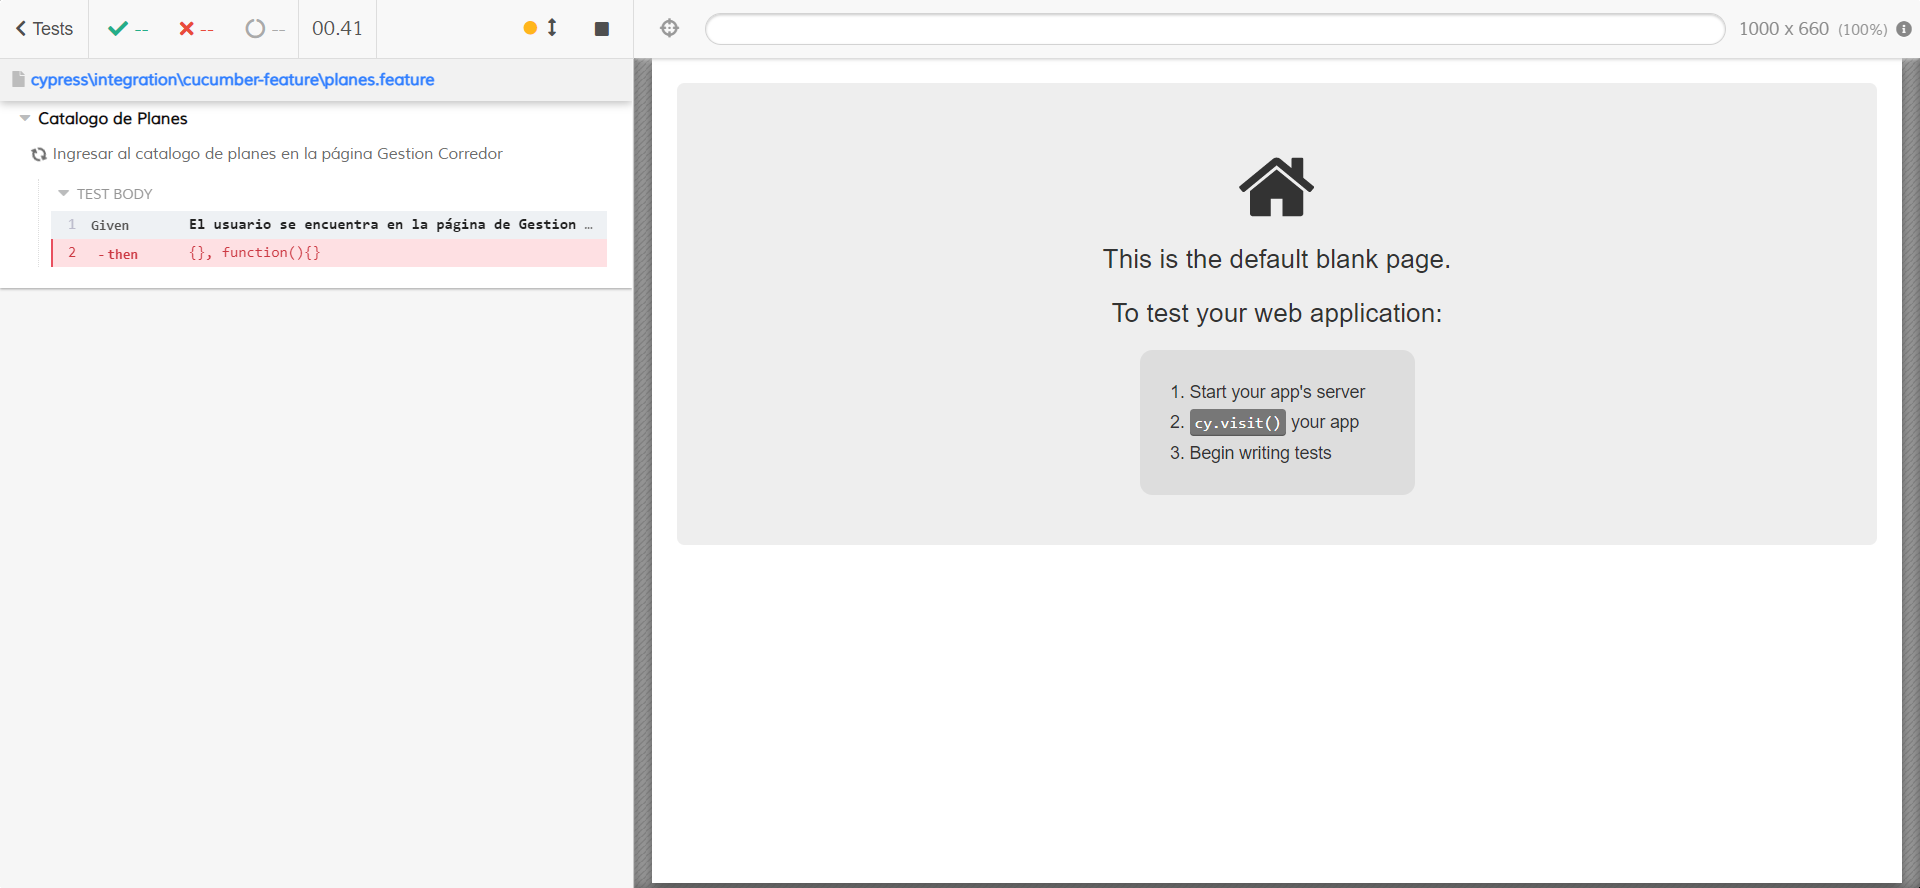 Tests
--
--
--
00.41
1000 x 660 (100%)
cypress\integration\cucumber-feature\planes.feature
Catalogo de Planes
Ingresar al catalogo de planes en la página Gestion Corredor
TEST BODY
1 Given El usuario se encuentra en la página de Gestion …
2 -then {}, function(){}
This is the default blank page.
To test your web application:
1. Start your app's server
2. cy.visit() your app
3. Begin writing tests